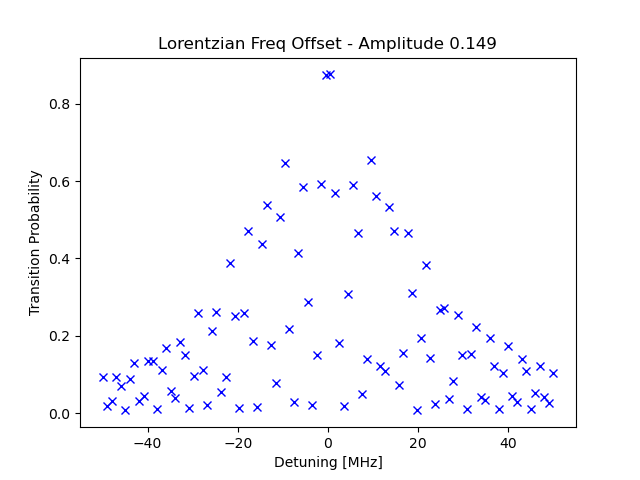 Lorentzian Freq Offset - Amplitude 0.149
0.8
0.6
0.4
0.2
0.0
Transition Probability
−40 −20 0 20 40
Detuning [MHz]